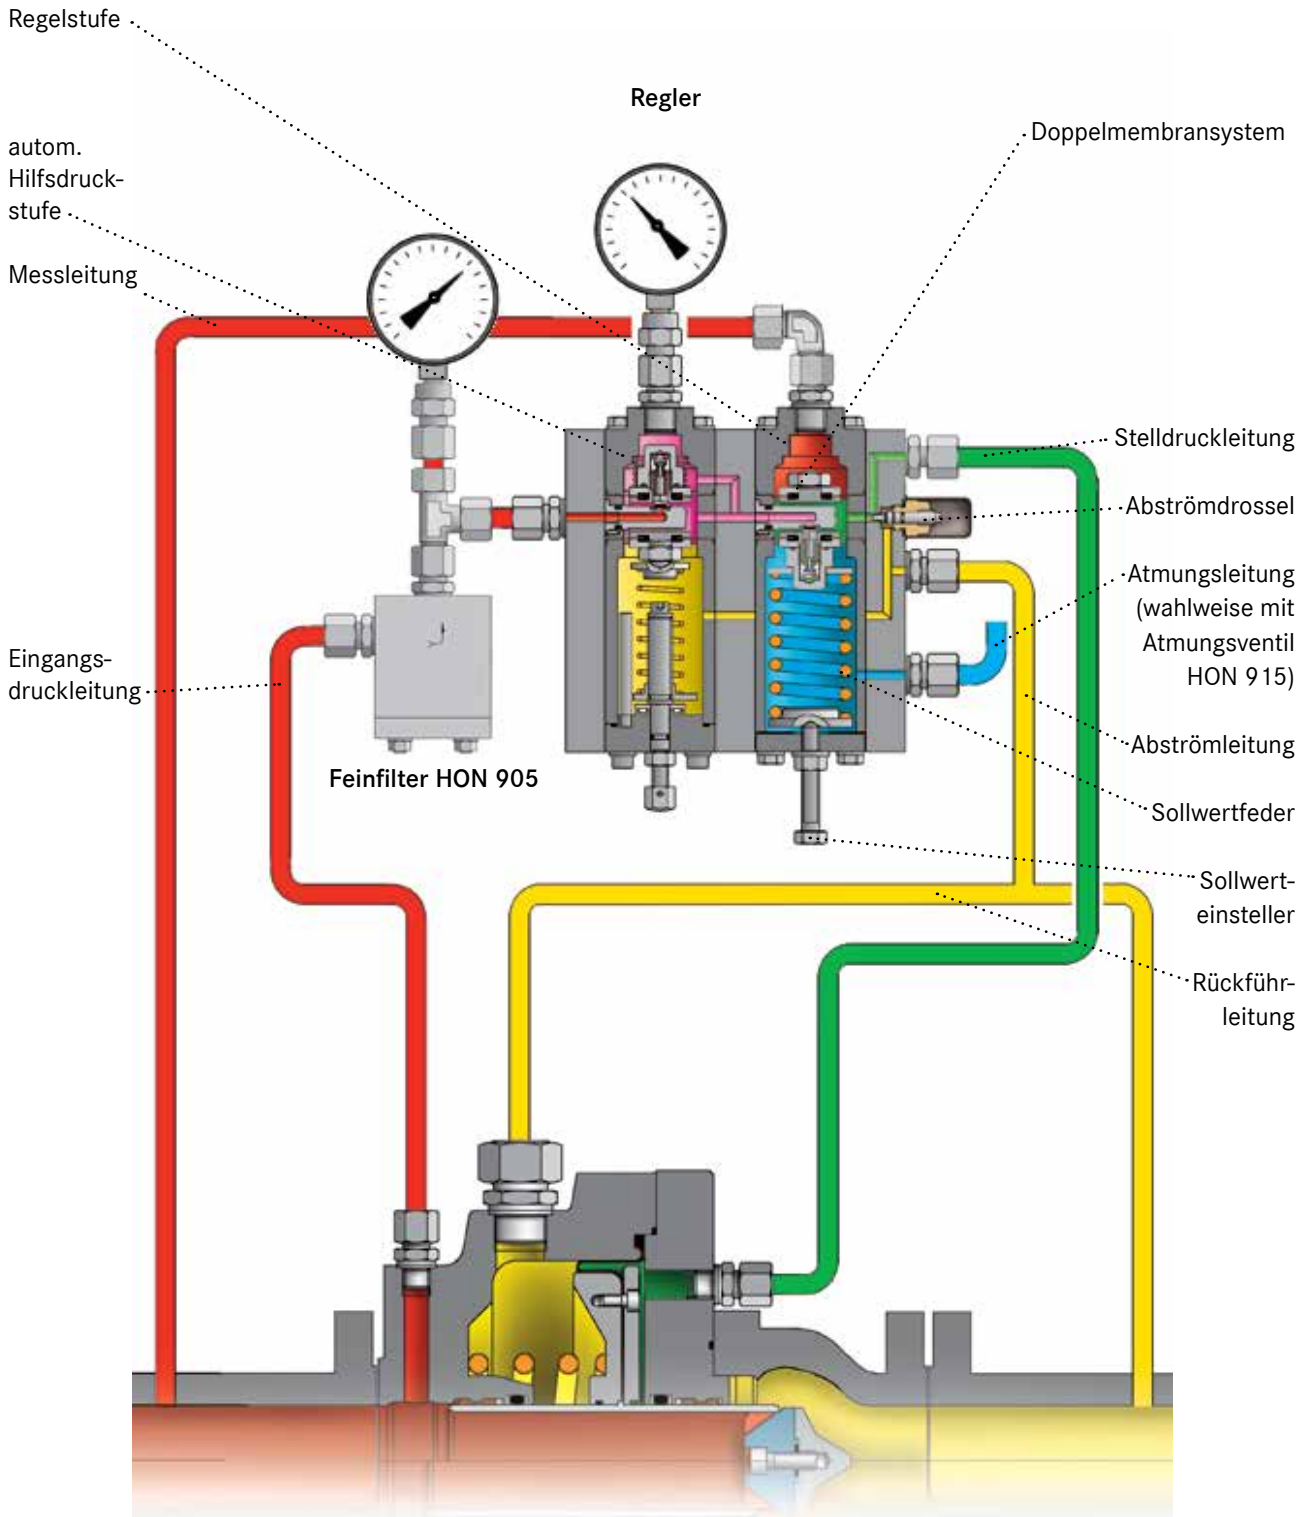 Regelstufe
Regler
Doppelmembransystem
autom.
Hilfsdruck-
stufe
Messleitung
Stelldruckleitung
Abströmdrossel
Atmungsleitung
(wahlweise mit
Atmungsventil
HON 915)
Eingangs-
druckleitung
Abströmleitung
Feinfilter HON 905
Sollwertfeder
Sollwert-
einsteller
Rückführ-
leitung